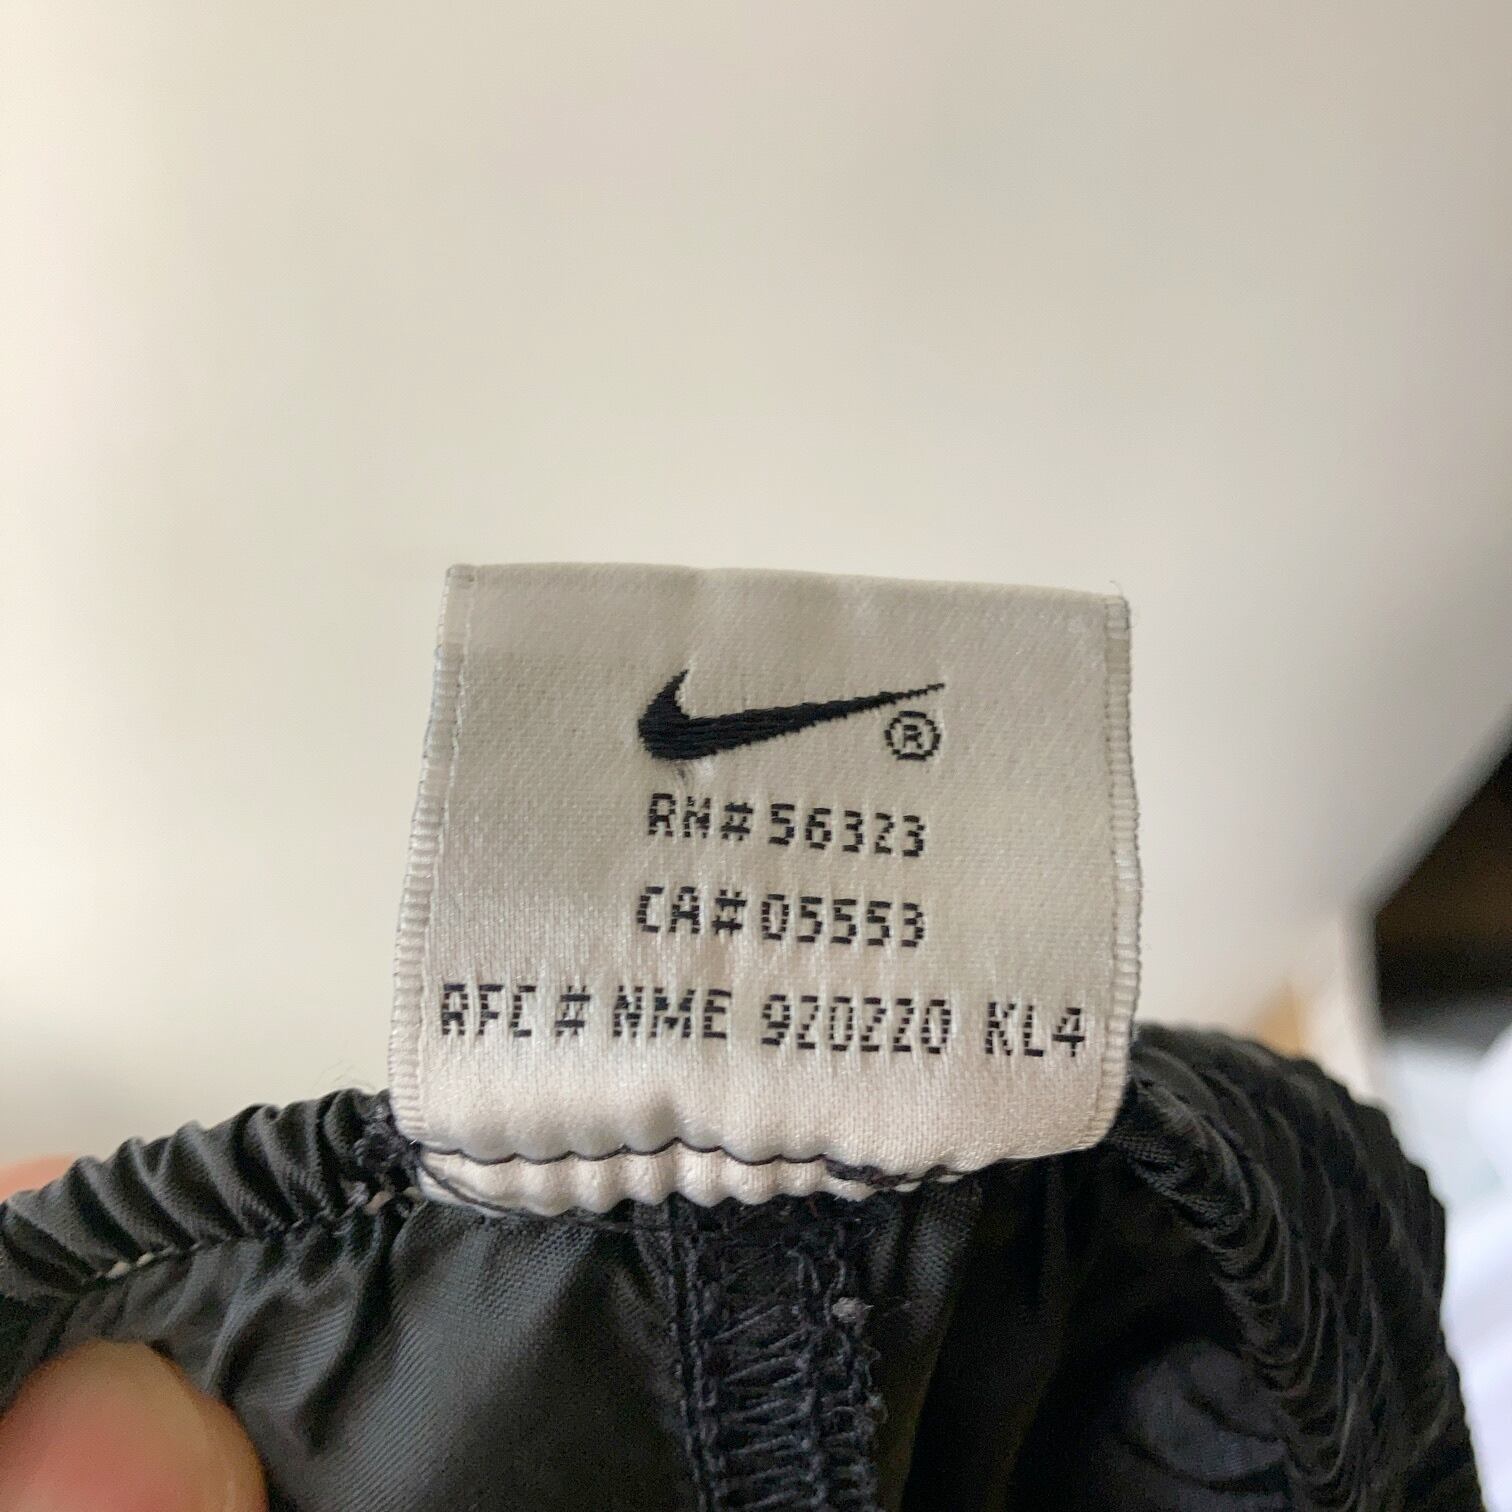 ®
RN# 56323
CA# 05553
RFC # NME 920220 KL4